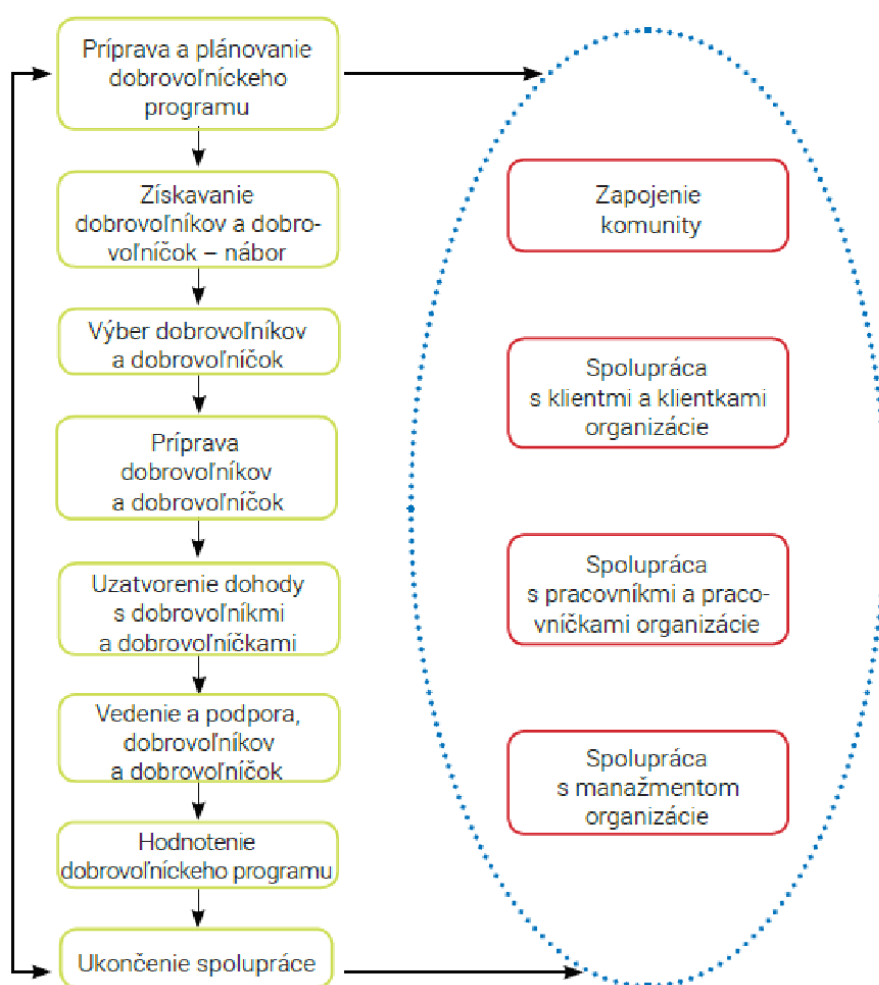 Príprava a plánovanie
dobrovoľníckeho
programu
Získavanie
dobrovoľníkov a dobro-
voľníčok – nábor
Výber dobrovoľníkov
a dobrovoľníčok
Príprava
dobrovoľníkov
a dobrovoľníčok
Uzatvorenie dohody
s dobrovoľníkmi
a dobrovoľníčkami
Vedenie a podpora,
dobrovoľníkov
a dobrovoľníčok
Hodnotenie
dobrovoľníckeho programu
Ukončenie spolupráce
Zapojenie
komunity
Spolupráca
s klientmi a klientkami
organizácie
Spolupráca
s pracovníkmi a praco-
vníčkami organizácie
Spolupráca
s manažmentom
organizácie